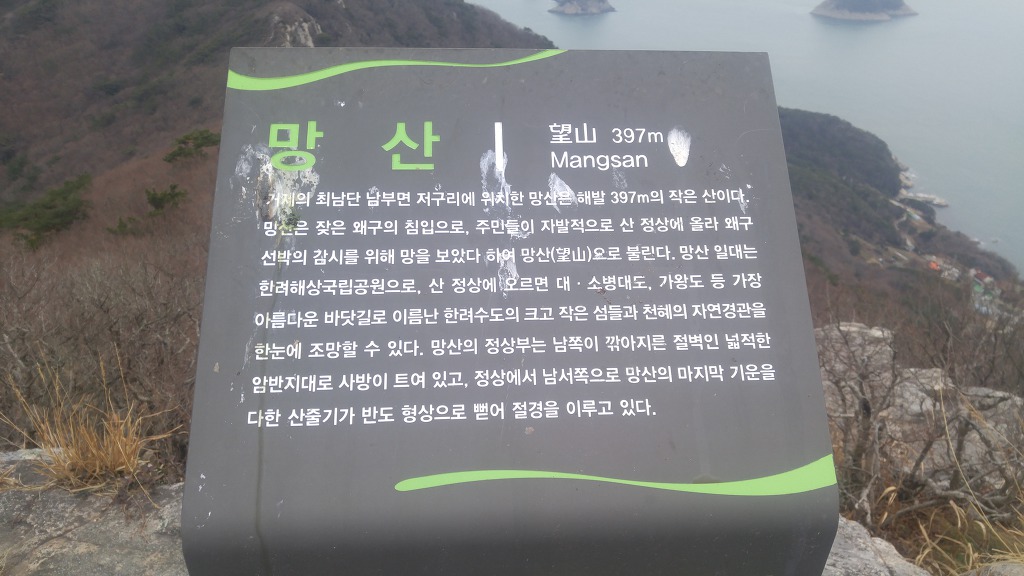 망 산 望山 397m
Mangsan
거제의 최남단 남부면 저구리에 위치한 망산은 해발 397m의 작은 산이다.
망산은 잦은 왜구의 침입으로, 주민들이 자발적으로 산 정상에 올라 왜구
선박의 감시를 위해 망을 보았다 하여 망산(望山)으로 불린다. 망산 일대는
한려해상국립공원으로, 산 정상에 오르면 대 · 소병대도, 가왕도 등 가장
아름다운 바닷길로 이름난 한려수도의 크고 작은 섬들과 천혜의 자연경관을
한눈에 조망할 수 있다. 망산의 정상부는 남쪽이 깎아지른 절벽인 넓적한
암반지대로 사방이 트여 있고, 정상에서 남서쪽으로 망산의 마지막 기운을
다한 산줄기가 반도 형상으로 뻗어 절경을 이루고 있다.